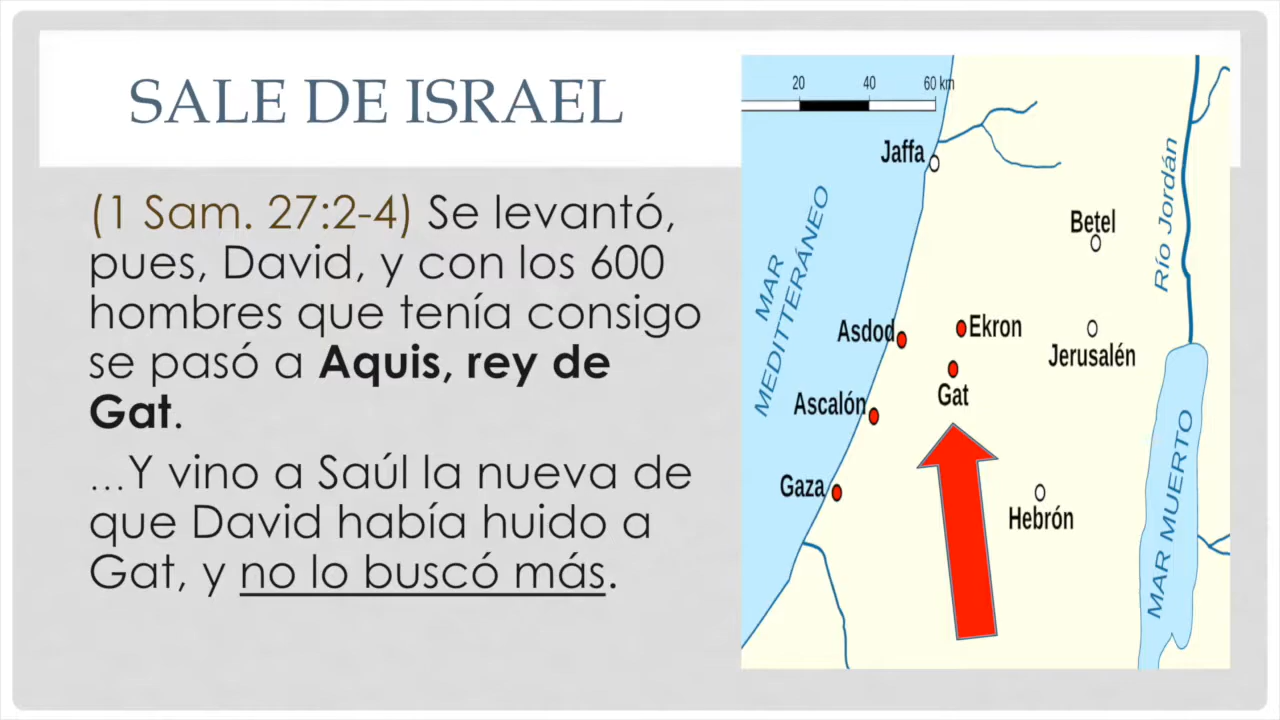 SALE DE ISRAEL
(1 Sam. 27:2-4) Se levantó,
pues, David, y con los 600
hombres que tenía consigo
se pasó a Aquis, rey de
Gat.
...Y vino a Saúl la nueva de
que David había huido a
Gat, y no lo buscó más.
20 40 60 km
Jaffa
Betel
Río Jordán
MAR
MEDITTERÁNEO
Asdod
Ekron
Jerusalén
Gat
Ascalón
Gaza
Hebrón
MAR MUERTO